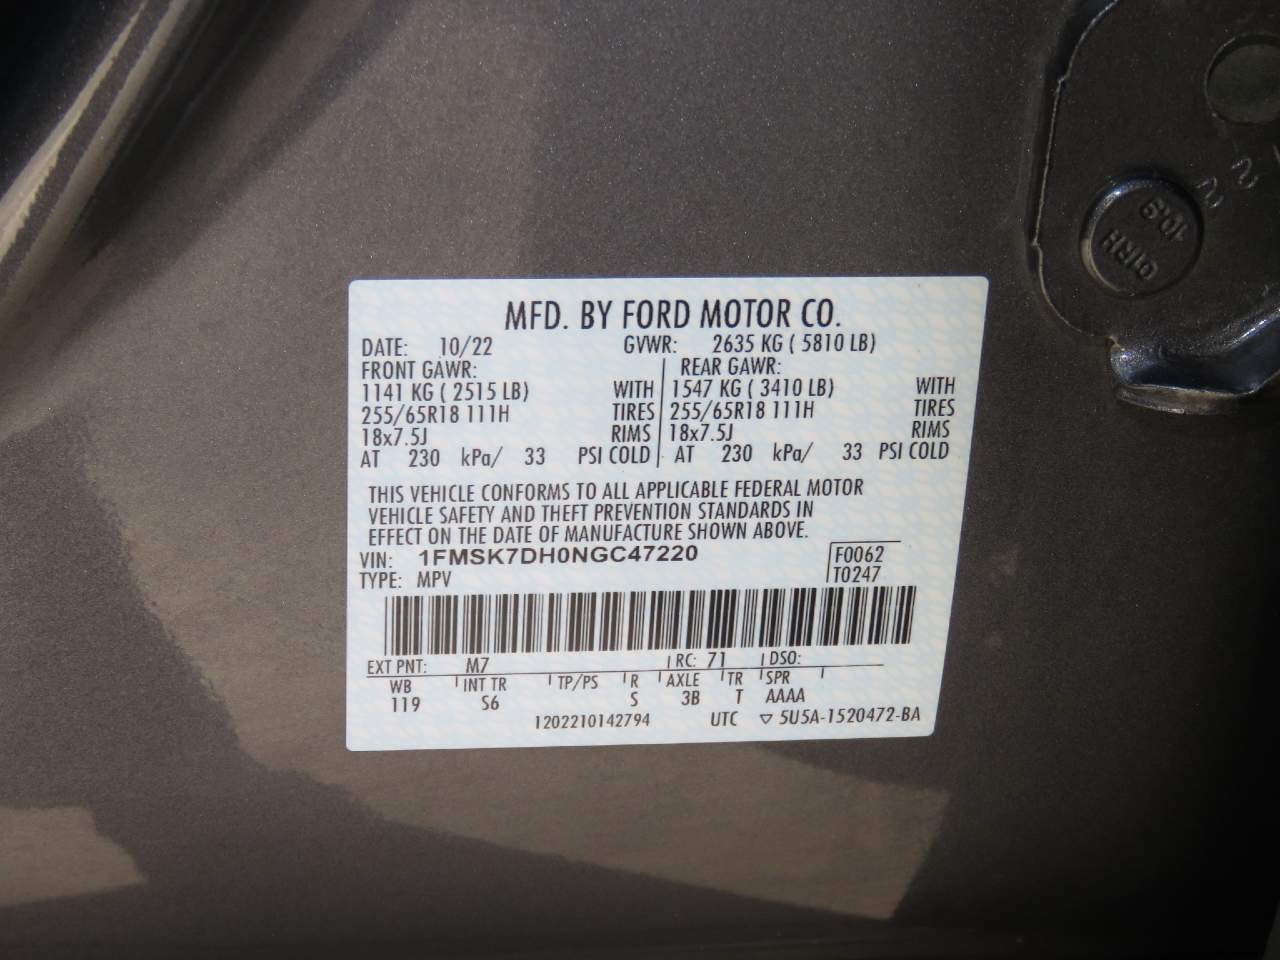 MFD. BY FORD MOTOR CO.
DATE: 10/22 GVWR: 2635 KG ( 5810 LB)
FRONT GAWR: REAR GAWR:
1141 KG ( 2515 LB) WITH 1547 KG ( 3410 LB) WITH
255/65R18 111H TIRES 255/65R18 111H TIRES
18x7.5J RIMS 18x7.5J RIMS
AT 230 kPa/ 33 PSI COLD AT 230 kPa/ 33 PSI COLD
THIS VEHICLE CONFORMS TO ALL APPLICABLE FEDERAL MOTOR
VEHICLE SAFETY AND THEFT PREVENTION STANDARDS IN
EFFECT ON THE DATE OF MANUFACTURE SHOWN ABOVE.
VIN: 1FMSK7DH0NGC47220 F0062
TYPE: MPV T0247
EXT PNT: M7 RC: 71 DSO:
WB INT TR TP/PS R AXLE TR SPR
119 S6 S 3B T AAAA
1202210142794 UTC ▽ 5U5A-1520472-BA
10.9